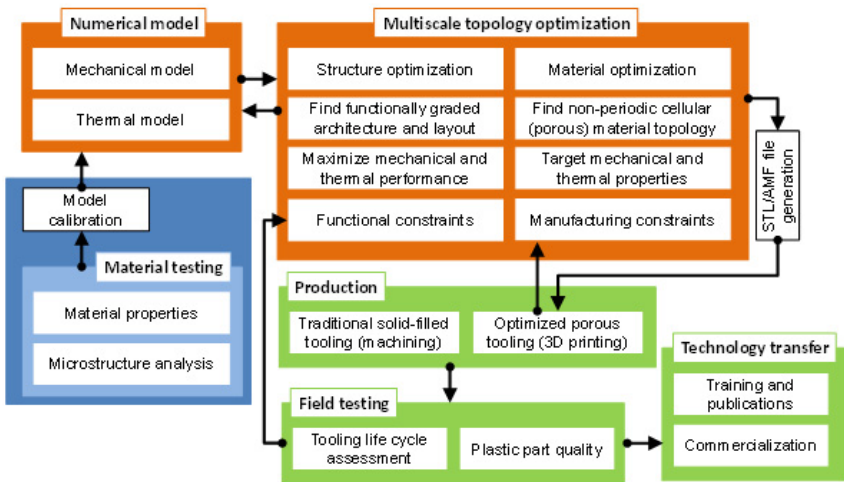 Numerical model
Mechanical model
Thermal model
Model
calibration
Material testing
Material properties
Microstructure analysis
Multiscale topology optimization
Structure optimization
Material optimization
Find functionally graded
architecture and layout
Find non-periodic cellular
(porous) material topology
Maximize mechanical and
thermal performance
Target mechanical and
thermal properties
Functional constraints
Manufacturing constraints
STL/AMF file
generation
Production
Traditional solid-filled
tooling (machining)
Optimized porous
tooling (3D printing)
Field testing
Tooling life cycle
assessment
Plastic part quality
Technology transfer
Training and
publications
Commercialization